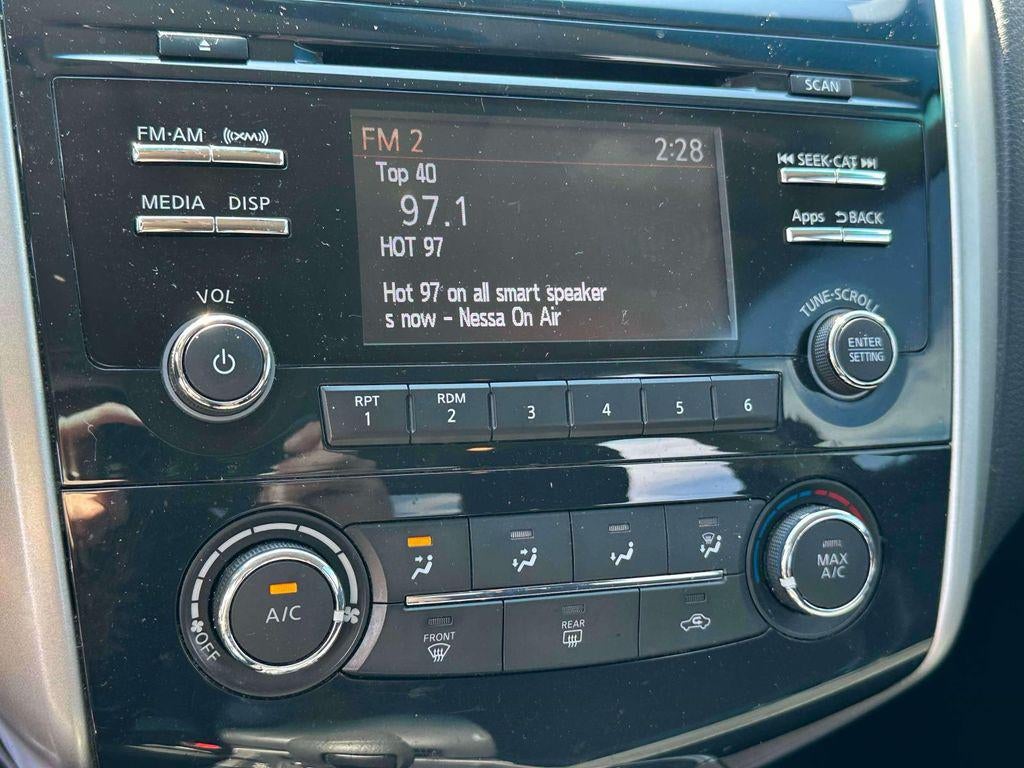 SCAN
FM·AM ((XM))
MEDIA DISP
VOL
FM 2 2:28
Top 40
97.1
HOT 97
Hot 97 on all smart speaker
s now - Nessa On Air
SEEK·CAT
Apps BACK
TUNE·SCROLL
ENTER
SETTING
RPT
1
RDM
2
3
4
5
6
A/C
OFF
FRONT
REAR
MAX
A/C